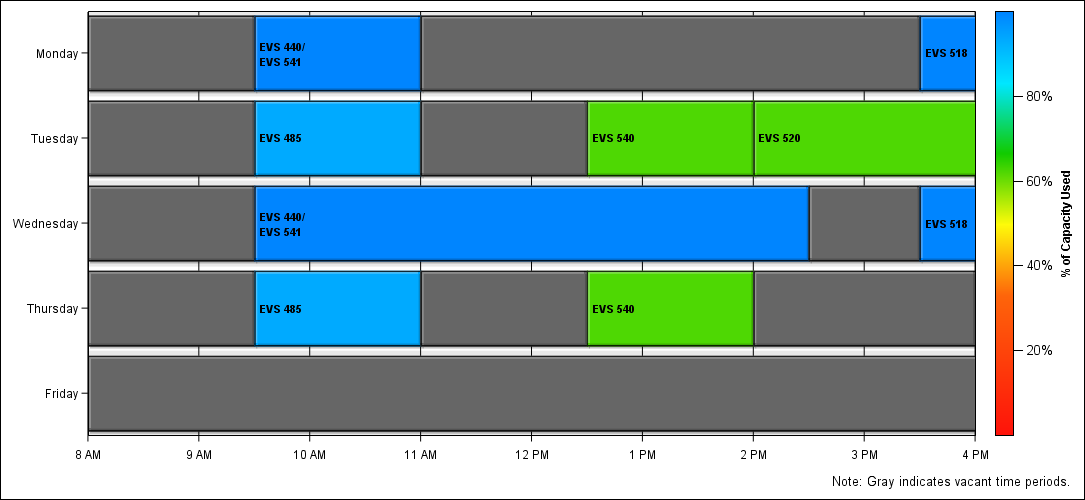 Monday
EVS 440/
EVS 541
EVS 518
Tuesday
EVS 485
EVS 540
EVS 520
Wednesday
EVS 440/
EVS 541
EVS 518
Thursday
EVS 485
EVS 540
Friday
8 AM 9 AM 10 AM 11 AM 12 PM 1 PM 2 PM 3 PM 4 PM
80%
60%
40%
20%
% of Capacity Used
Note: Gray indicates vacant time periods.